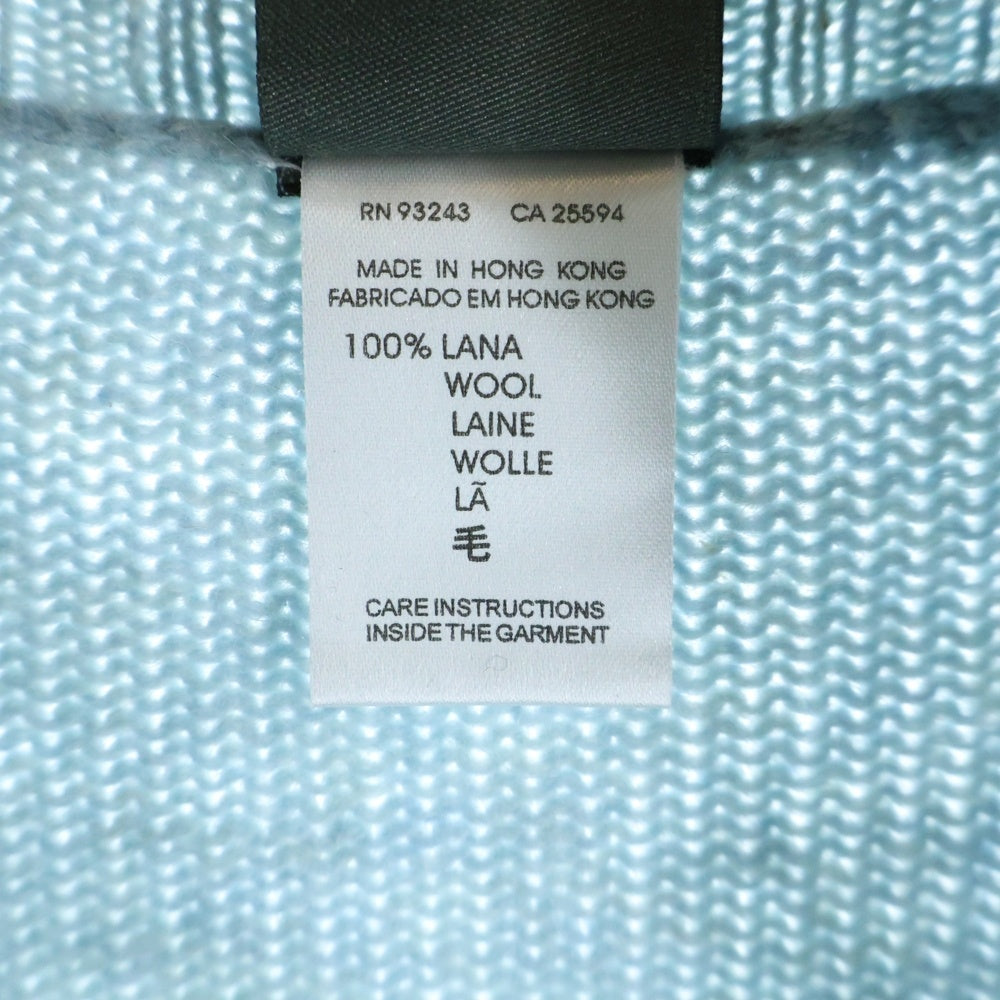 RN 93243 CA 25594
MADE IN HONG KONG
FABRICADO EM HONG KONG
100% LANA
WOOL
LAINE
WOLLE
LÃ
毛
CARE INSTRUCTIONS
INSIDE THE GARMENT